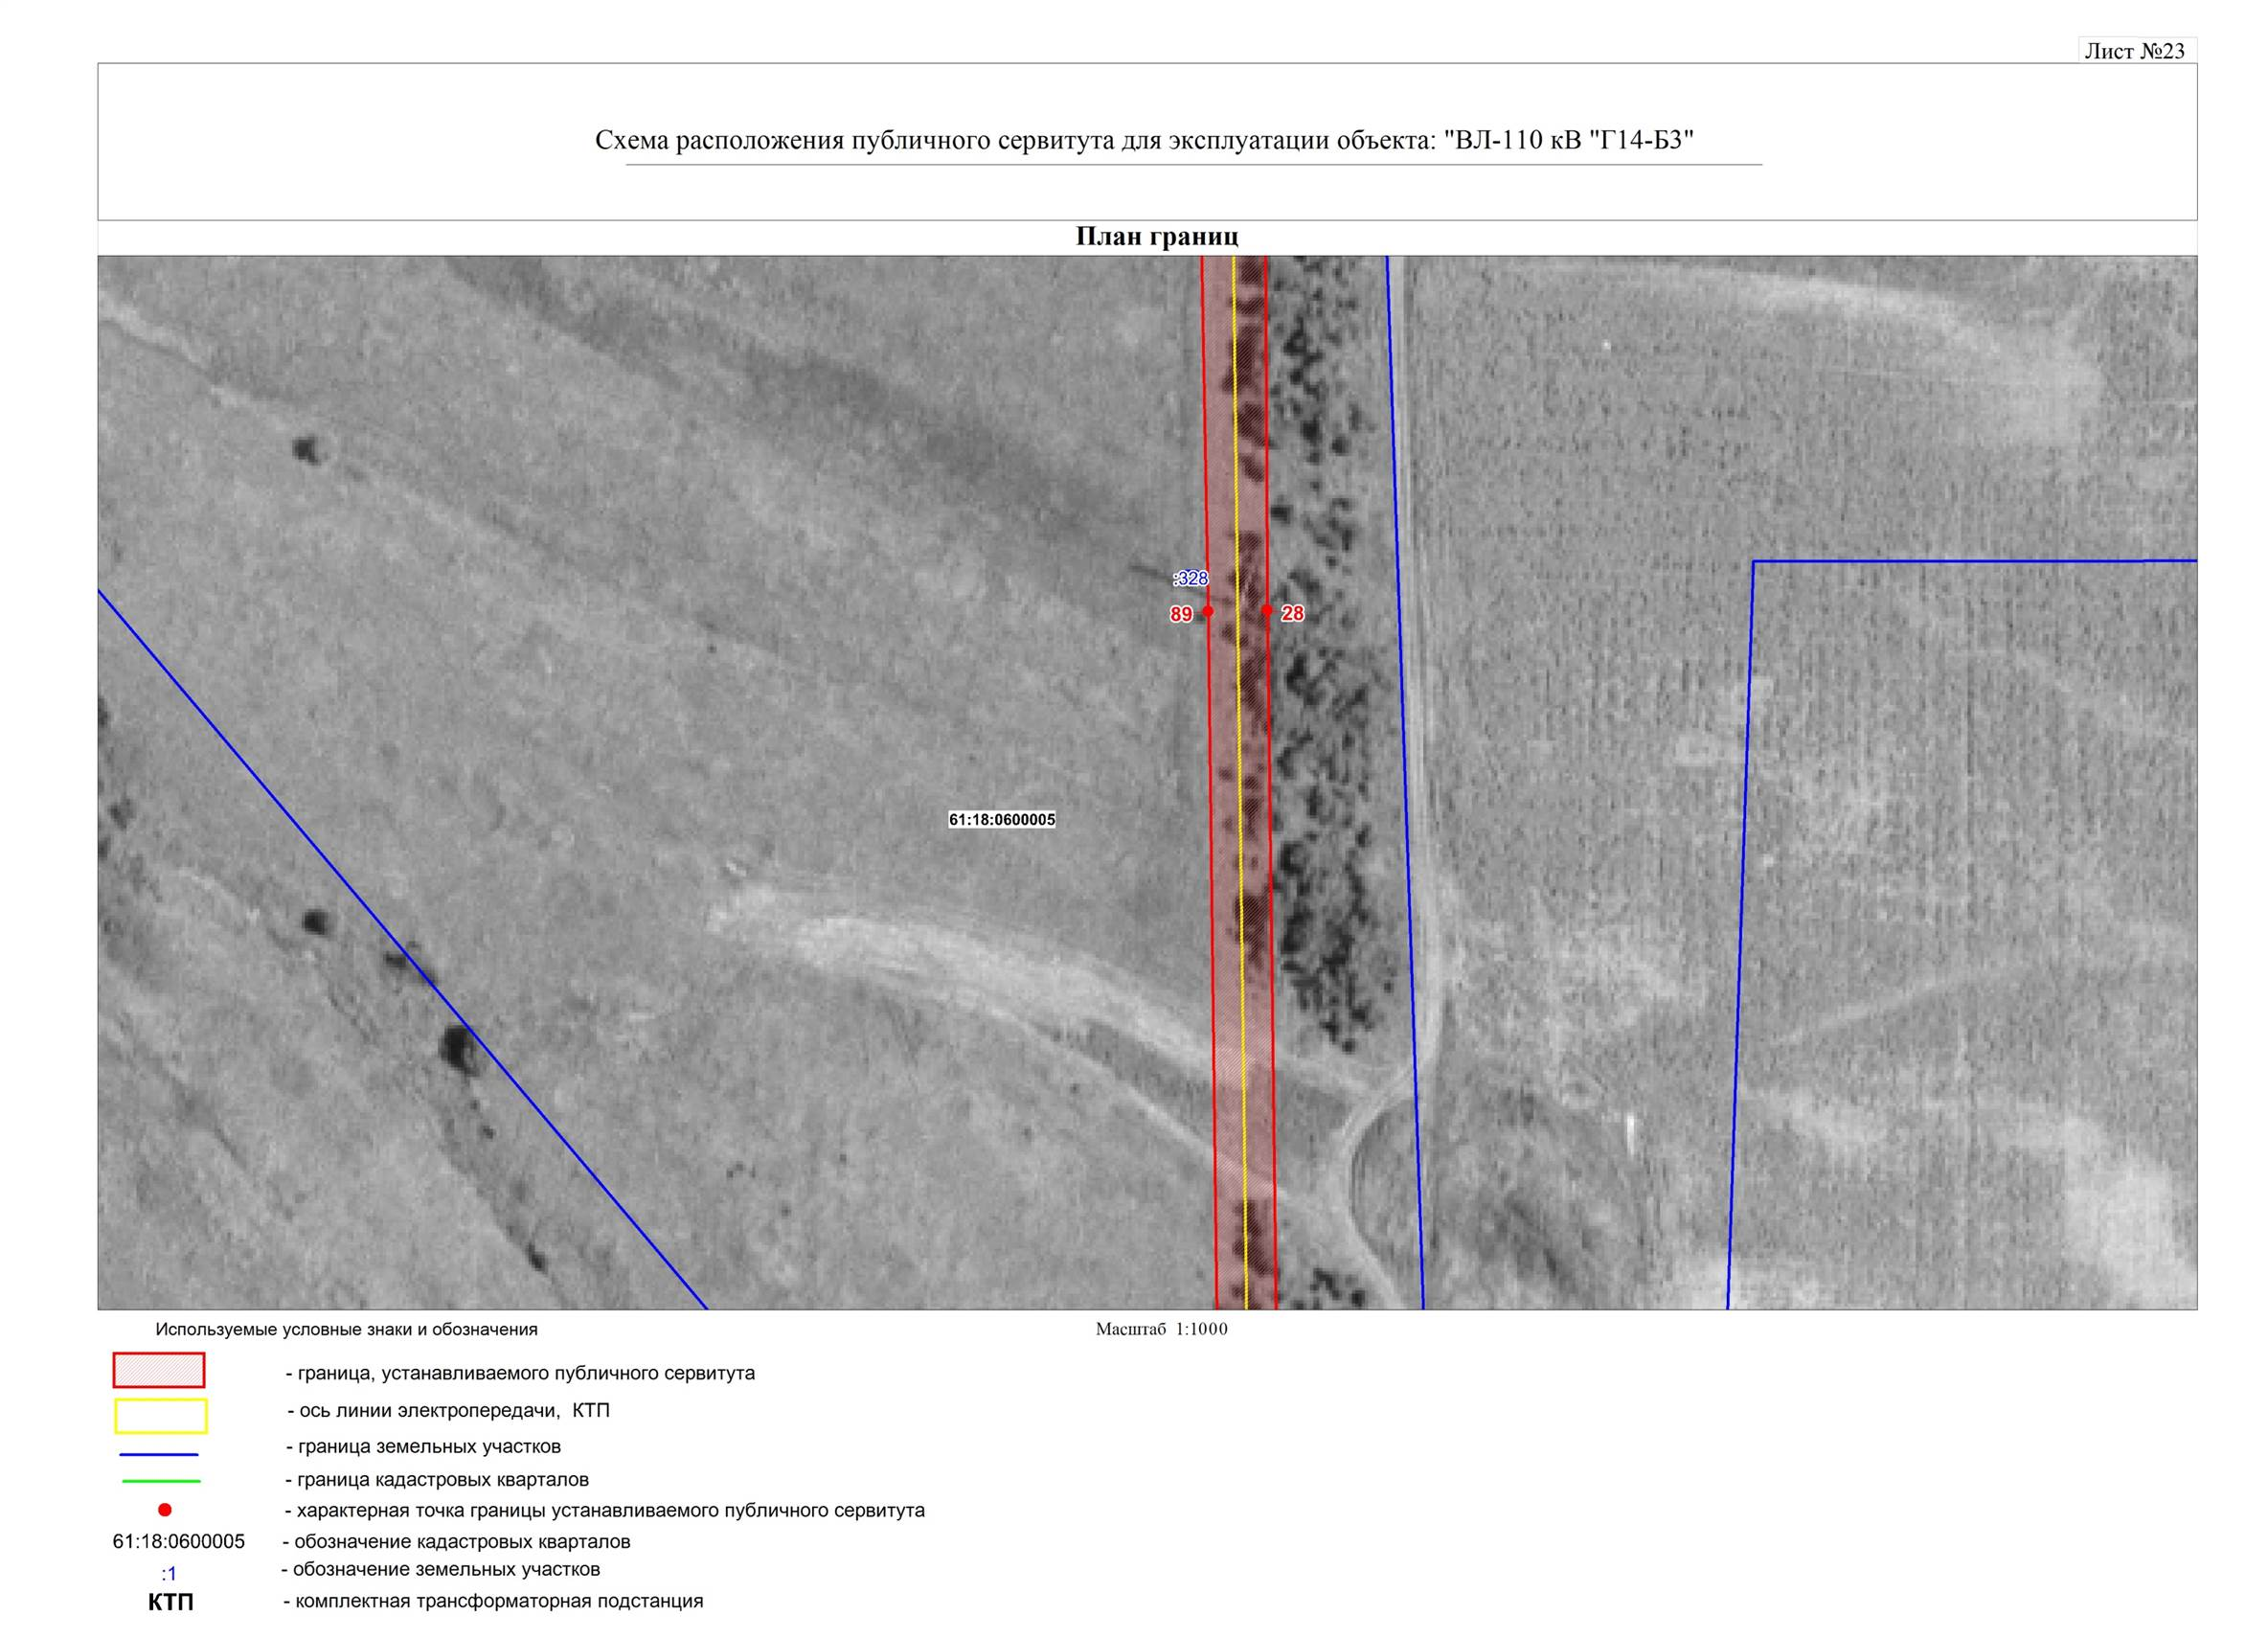 Лист №23
Схема расположения публичного сервитута для эксплуатации объекта: "ВЛ-110 кВ "Г14-Б3"
План границ
:328
89
28
61:18:0600005
Используемые условные знаки и обозначения
Масштаб 1:1000
- граница, устанавливаемого публичного сервитута
- ось линии электропередачи, КТП
- граница земельных участков
- граница кадастровых кварталов
- характерная точка границы устанавливаемого публичного сервитута
61:18:0600005 - обозначение кадастровых кварталов
:1 - обозначение земельных участков
КТП - комплектная трансформаторная подстанция